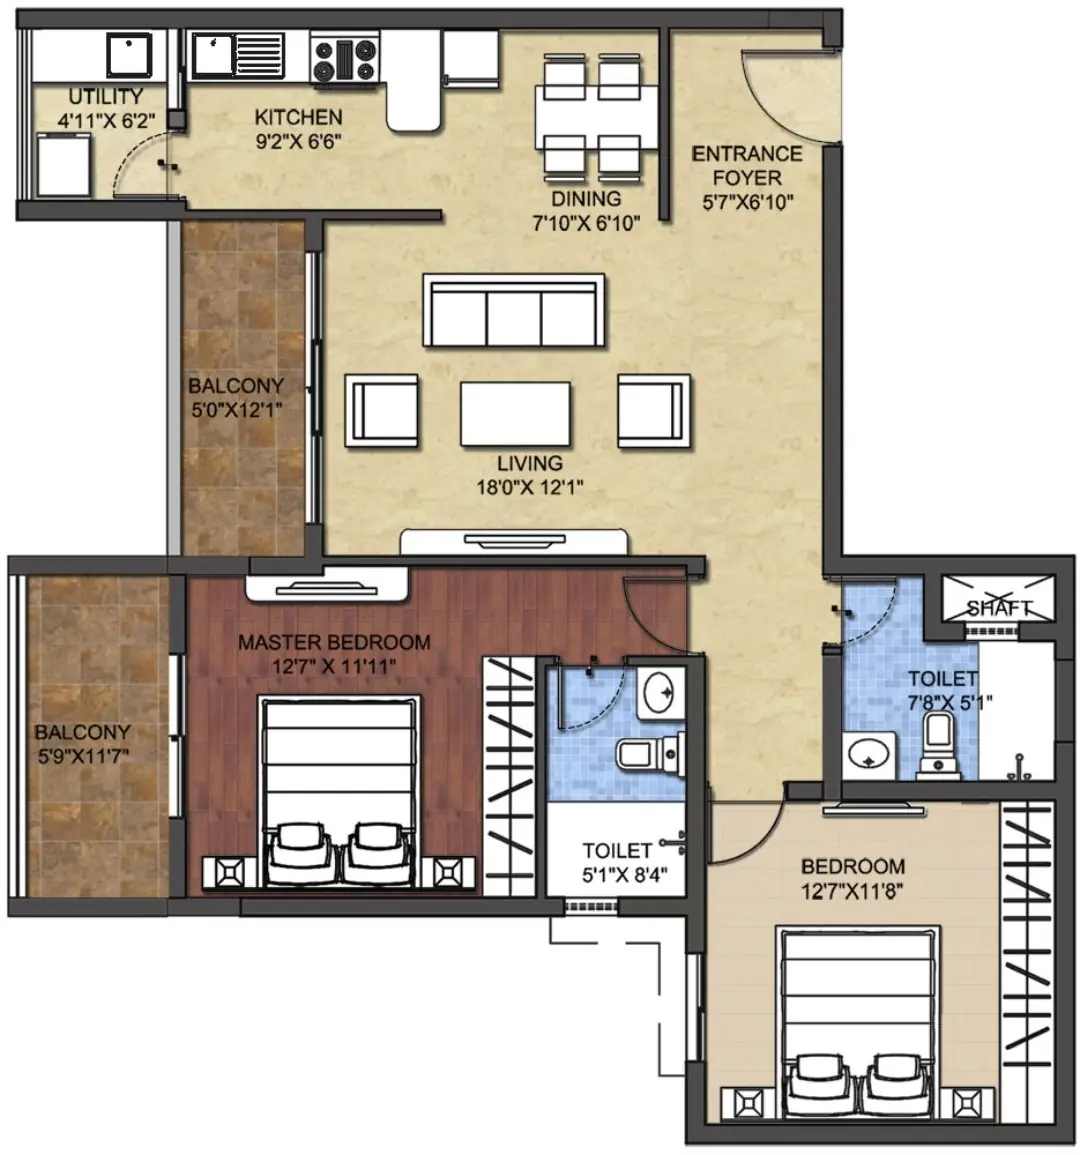 UTILITY
4'11"X 6'2"
KITCHEN
9'2"X 6'6"
DINING
7'10"X 6'10"
ENTRANCE
FOYER
5'7"X6'10"
BALCONY
5'0"X12'1"
LIVING
18'0"X 12'1"
MASTER BEDROOM
12'7" X 11'11"
SHAFT
TOILET
7'8"X 5'1"
BALCONY
5'9"X11'7"
TOILET
5'1"X 8'4"
BEDROOM
12'7"X11'8"